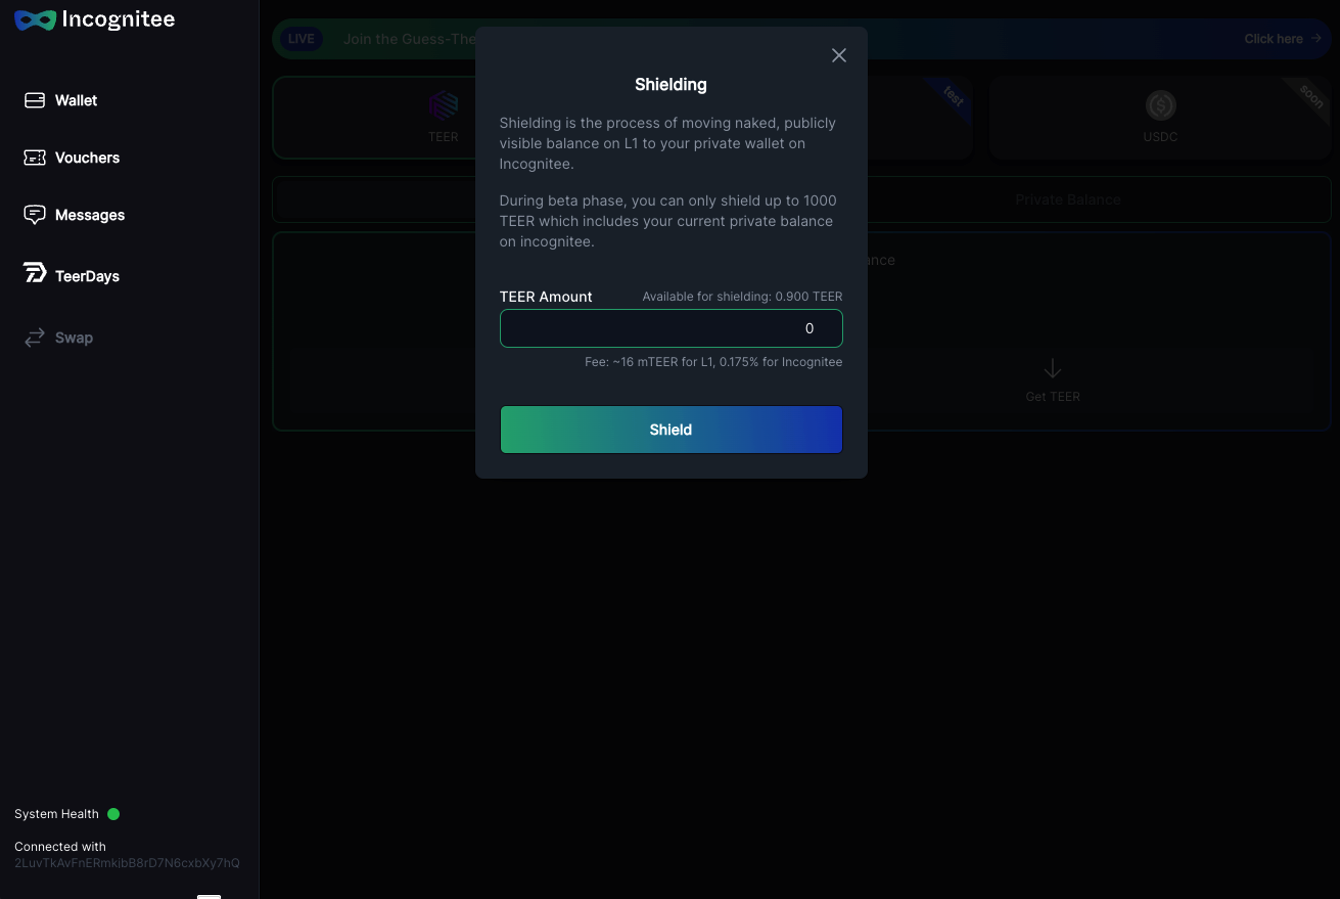 Incognitee
Wallet
Vouchers
Messages
TeerDays
Swap
System Health
Connected with
2LuvTkAvFnERmkibB8rD7N6cxbXy7hQ
LIVE Join the Guess-The
Click here
TEER
test
soon
USDC
Private Balance
ance
Get TEER
Shielding
Shielding is the process of moving naked, publicly
visible balance on L1 to your private wallet on
Incognitee.
During beta phase, you can only shield up to 1000
TEER which includes your current private balance
on incognitee.
TEER Amount Available for shielding: 0.900 TEER
0
Fee: ~16 mTEER for L1, 0.175% for Incognitee
Shield